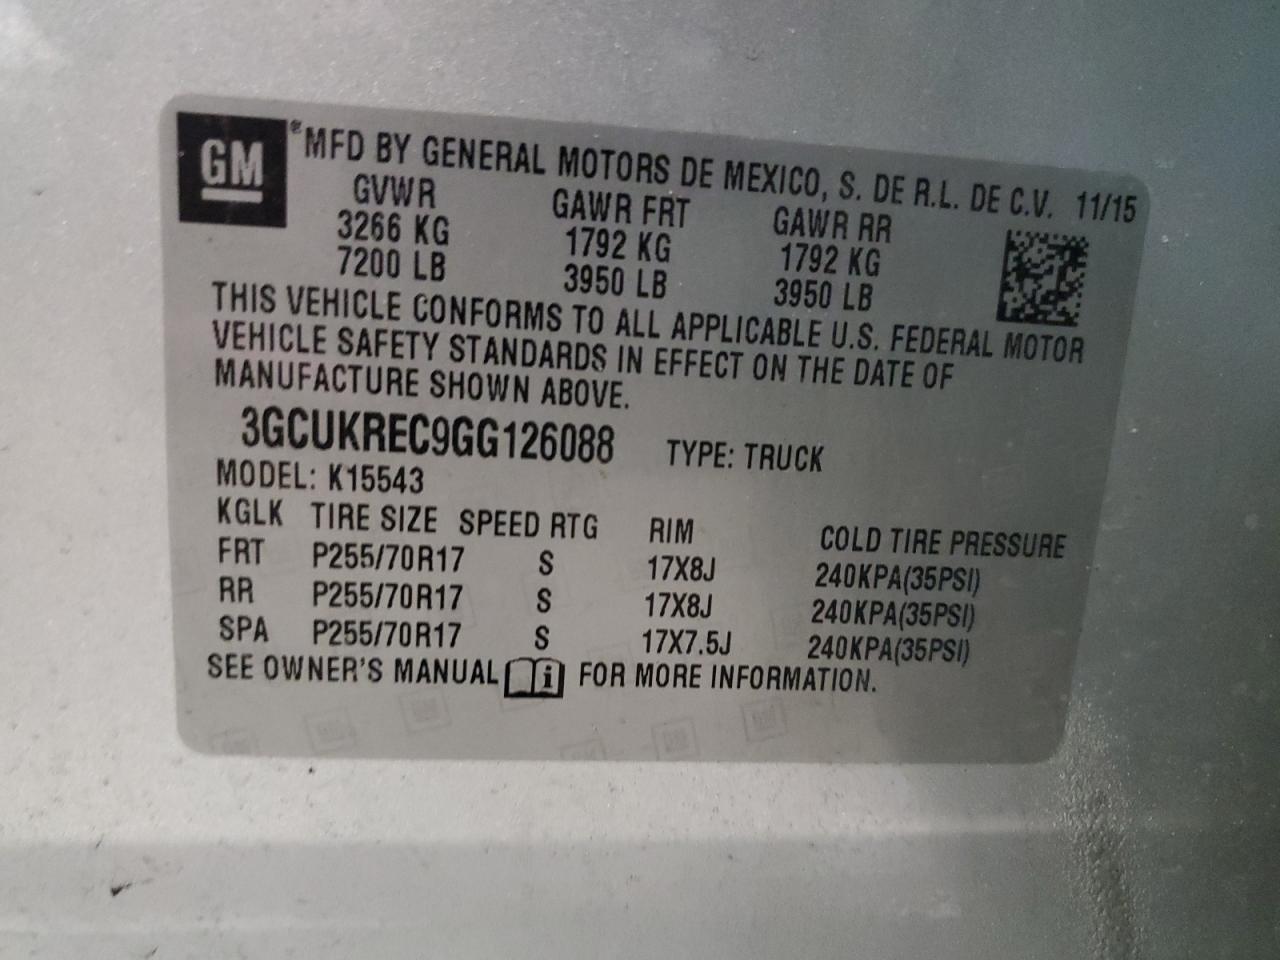 GM ® MFD BY GENERAL MOTORS DE MEXICO, S. DE R.L. DE C.V. 11/15
GVWR GAWR FRT GAWR RR
3266 KG 1792 KG 1792 KG
7200 LB 3950 LB 3950 LB
THIS VEHICLE CONFORMS TO ALL APPLICABLE U.S. FEDERAL MOTOR
VEHICLE SAFETY STANDARDS IN EFFECT ON THE DATE OF
MANUFACTURE SHOWN ABOVE.
3GCUKREC9GG126088 TYPE: TRUCK
MODEL: K15543
KGLK TIRE SIZE SPEED RTG RIM COLD TIRE PRESSURE
FRT P255/70R17 S 17X8J 240KPA(35PSI)
RR P255/70R17 S 17X8J 240KPA(35PSI)
SPA P255/70R17 S 17X7.5J 240KPA(35PSI)
SEE OWNER'S MANUAL i FOR MORE INFORMATION.